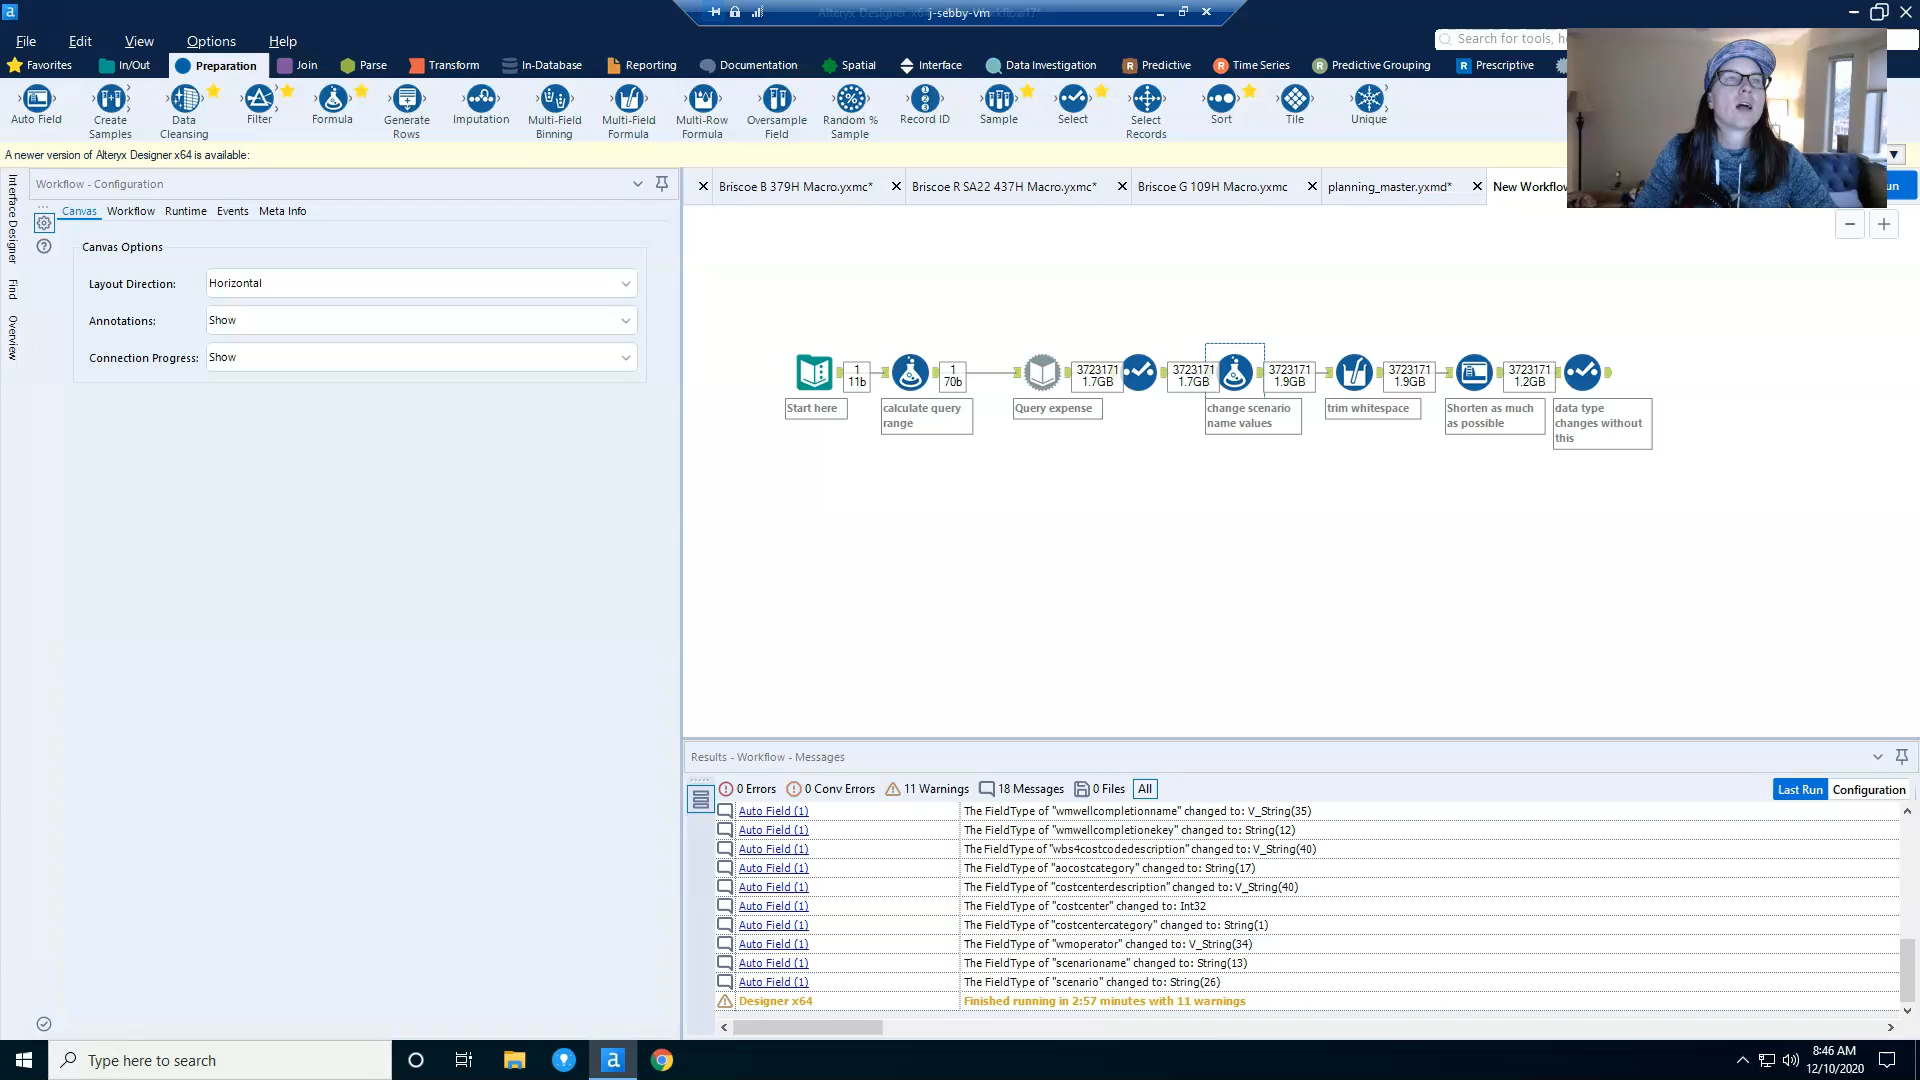 Alteryx Designer x64
j-sebby-vm
File Edit View Options Help
Search for tools, h
Favorites In/Out Preparation Join Parse Transform In-Database Reporting Documentation Spatial Interface Data Investigation Predictive Time Series Predictive Grouping Prescriptive
Auto Field
Create Samples
Data Cleansing
Filter
Formula
Generate Rows
Imputation
Multi-Field Binning
Multi-Field Formula
Multi-Row Formula
Oversample Field
Random % Sample
Record ID
Sample
Select
Select Records
Sort
Tile
Unique
A newer version of Alteryx Designer x64 is available:
Interface Designer
Find
Overview
Workflow - Configuration
Canvas Workflow Runtime Events Meta Info
Canvas Options
Layout Direction: Horizontal
Annotations: Show
Connection Progress: Show
Briscoe B 379H Macro.yxmc* Briscoe R SA22 437H Macro.yxmc* Briscoe G 109H Macro.yxmc planning_master.yxmd* New Workflow
un
1
11b
1
70b
3723171
1.7GB
3723171
1.7GB
3723171
1.9GB
3723171
1.9GB
3723171
1.2GB
Start here
calculate query
range
Query expense
change scenario
name values
trim whitespace
Shorten as much
as possible
data type
changes without
this
Results - Workflow - Messages
0 Errors 0 Conv Errors 11 Warnings 18 Messages 0 Files All
Last Run Configuration
Auto Field (1) The FieldType of "wmwellcompletionname" changed to: V_String(35)
Auto Field (1) The FieldType of "wmwellcompletionekey" changed to: String(12)
Auto Field (1) The FieldType of "wbs4costcodedescription" changed to: V_String(40)
Auto Field (1) The FieldType of "aocostcategory" changed to: String(17)
Auto Field (1) The FieldType of "costcenterdescription" changed to: V_String(40)
Auto Field (1) The FieldType of "costcenter" changed to: Int32
Auto Field (1) The FieldType of "costcentercategory" changed to: String(1)
Auto Field (1) The FieldType of "wmoperator" changed to: V_String(34)
Auto Field (1) The FieldType of "scenarioname" changed to: String(13)
Auto Field (1) The FieldType of "scenario" changed to: String(26)
Designer x64 Finished running in 2:57 minutes with 11 warnings
Type here to search
8:46 AM
12/10/2020